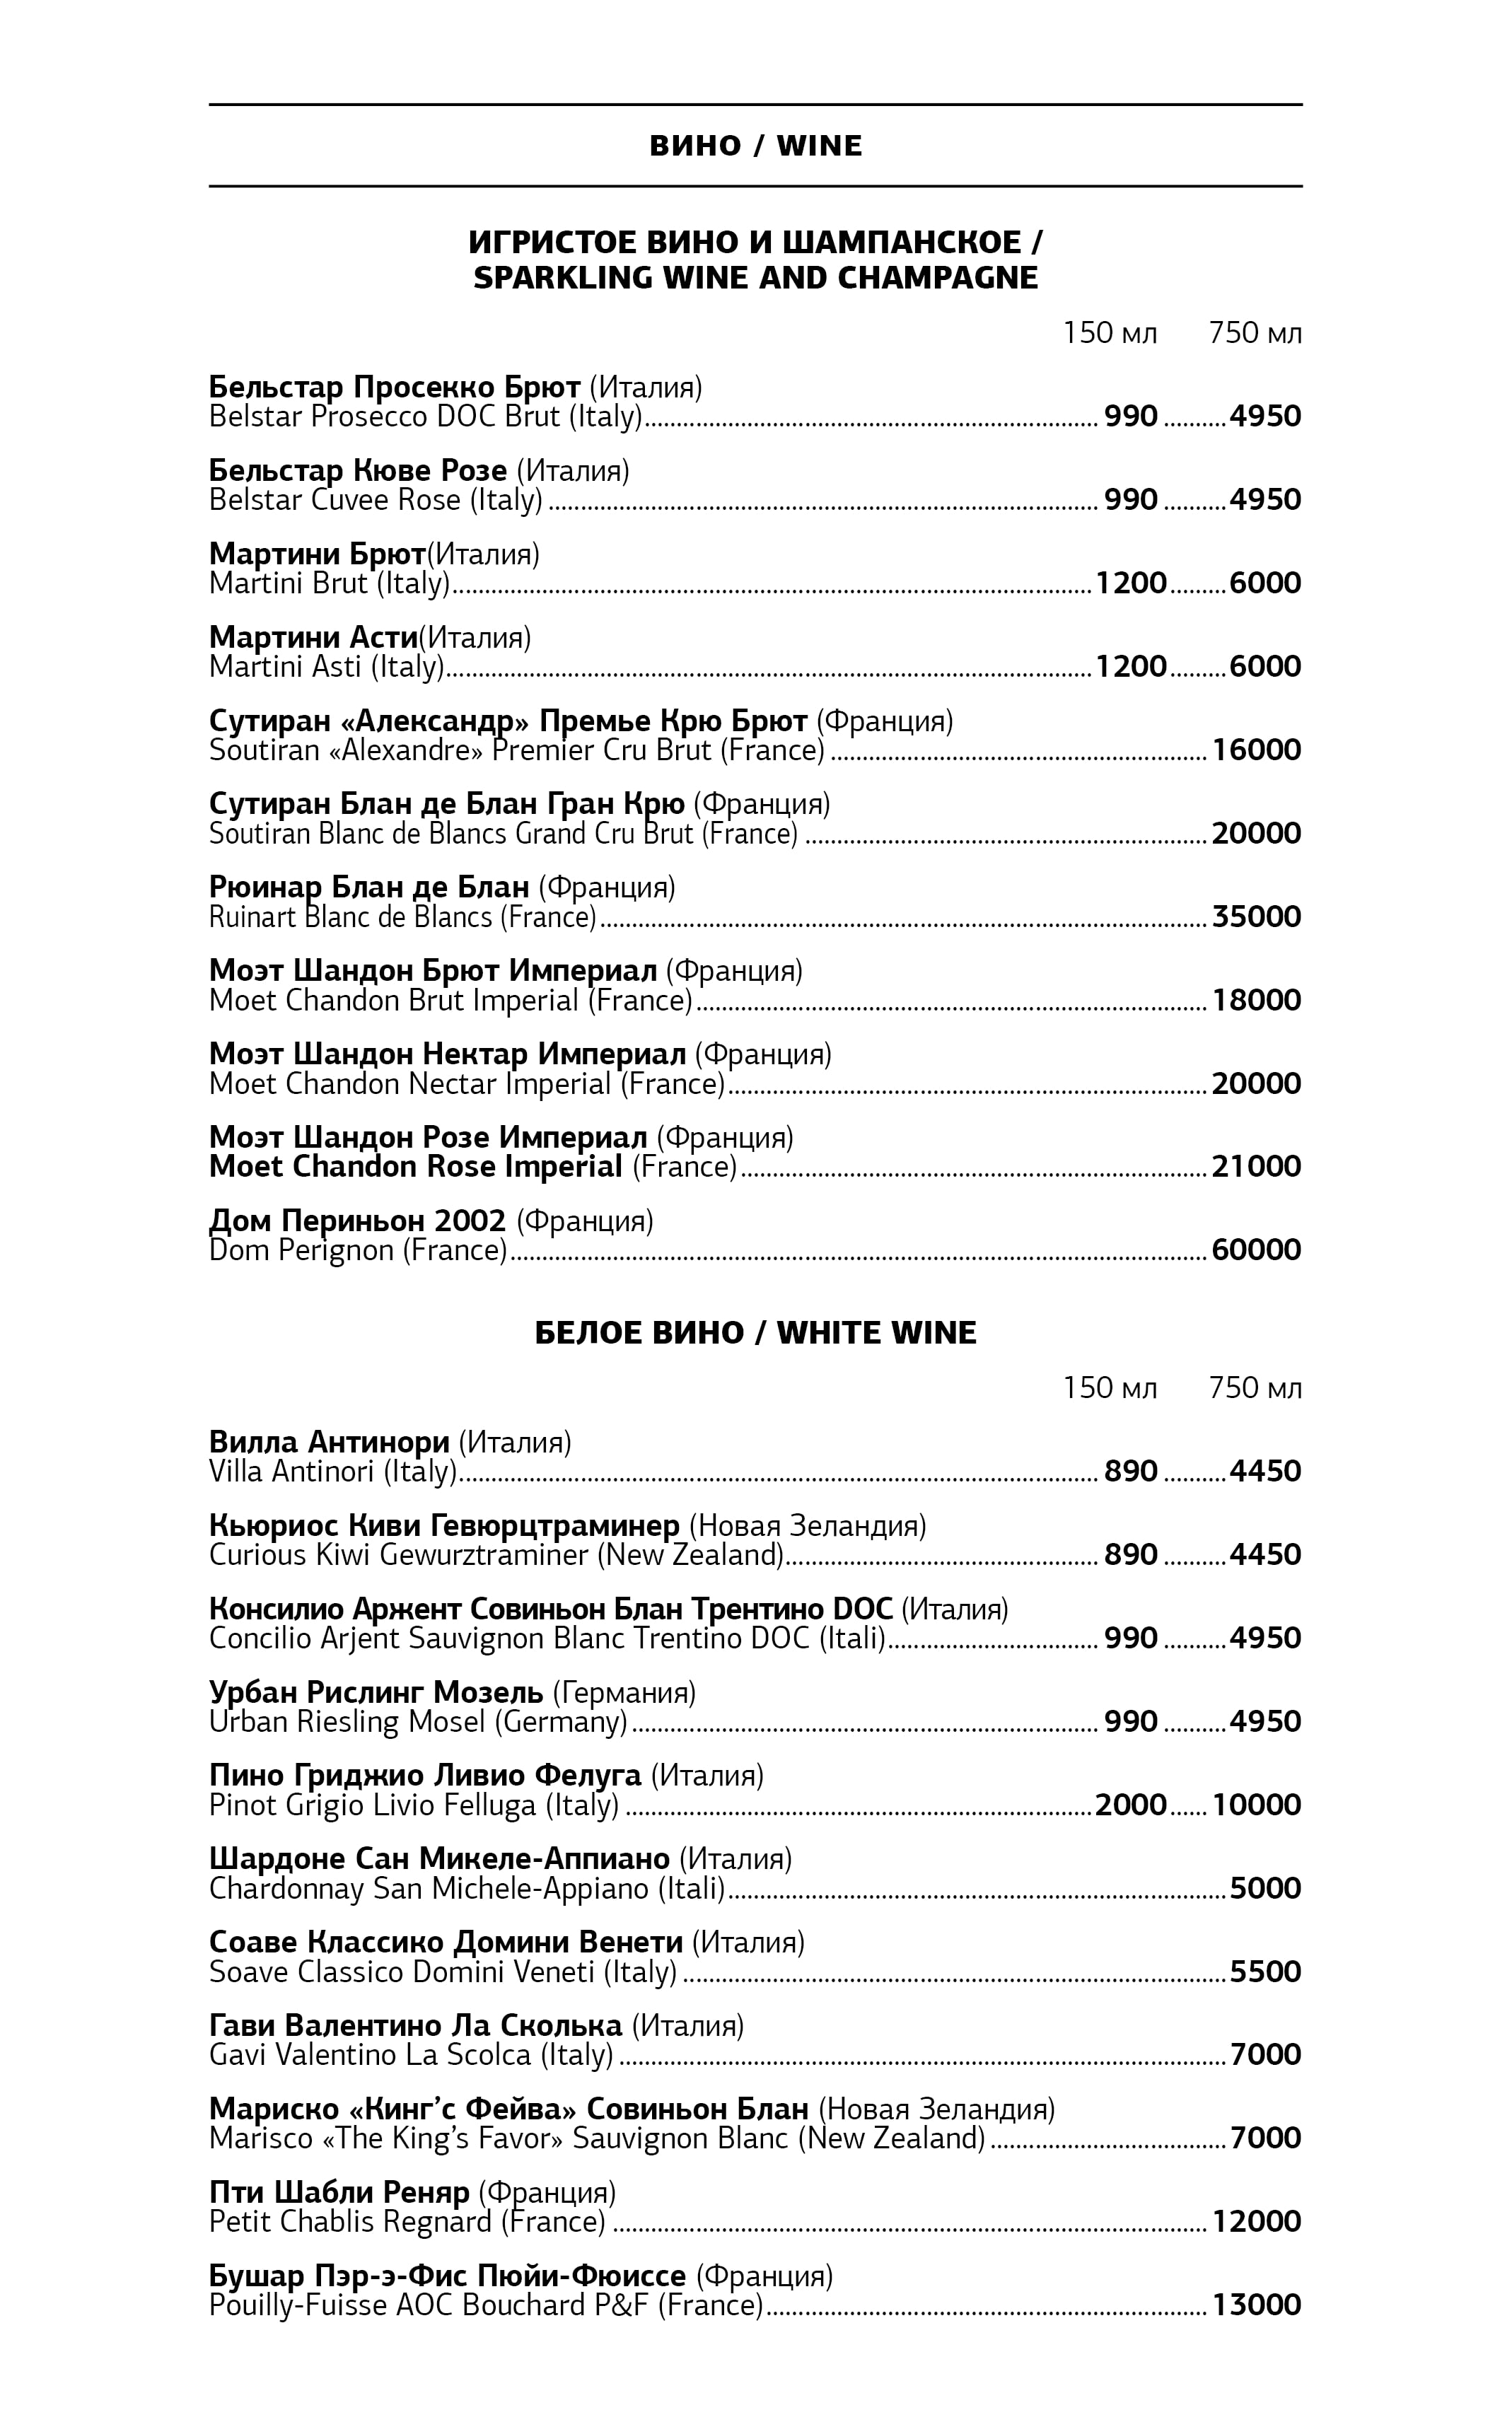 ВИНО / WINE
ИГРИСТОЕ ВИНО И ШАМПАНСКОЕ /
SPARKLING WINE AND CHAMPAGNE
150 мл 750 мл
Бельстар Просекко Брют (Италия)
Belstar Prosecco DOC Brut (Italy) 990 4950
Бельстар Кюве Розе (Италия)
Belstar Cuvee Rose (Italy) 990 4950
Мартини Брют(Италия)
Martini Brut (Italy) 1200 6000
Мартини Асти(Италия)
Martini Asti (Italy) 1200 6000
Сутиран «Александр» Премье Крю Брют (Франция)
Soutiran «Alexandre» Premier Cru Brut (France) 16000
Сутиран Блан де Блан Гран Крю (Франция)
Soutiran Blanc de Blancs Grand Cru Brut (France) 20000
Рюинар Блан де Блан (Франция)
Ruinart Blanc de Blancs (France) 35000
Моэт Шандон Брют Империал (Франция)
Moet Chandon Brut Imperial (France) 18000
Моэт Шандон Нектар Империал (Франция)
Moet Chandon Nectar Imperial (France) 20000
Моэт Шандон Розе Империал (Франция)
Moet Chandon Rose Imperial (France) 21000
Дом Периньон 2002 (Франция)
Dom Perignon (France) 60000
БЕЛОЕ ВИНО / WHITE WINE
150 мл 750 мл
Вилла Антинори (Италия)
Villa Antinori (Italy) 890 4450
Кьюриос Киви Гевюрцтраминер (Новая Зеландия)
Curious Kiwi Gewurztraminer (New Zealand) 890 4450
Консилио Аржент Совиньон Блан Трентино DOC (Италия)
Concilio Arjent Sauvignon Blanc Trentino DOC (Itali) 990 4950
Урбан Рислинг Мозель (Германия)
Urban Riesling Mosel (Germany) 990 4950
Пино Гриджио Ливио Фелуга (Италия)
Pinot Grigio Livio Felluga (Italy) 2000 10000
Шардоне Сан Микеле-Аппиано (Италия)
Chardonnay San Michele-Appiano (Itali) 5000
Соаве Классико Домини Венети (Италия)
Soave Classico Domini Veneti (Italy) 5500
Гави Валентино Ла Сколька (Италия)
Gavi Valentino La Scolca (Italy) 7000
Мариско «Кинг’с Фейва» Совиньон Блан (Новая Зеландия)
Marisco «The King’s Favor» Sauvignon Blanc (New Zealand) 7000
Пти Шабли Реняр (Франция)
Petit Chablis Regnard (France) 12000
Бушар Пэр-э-Фис Пюйи-Фюиссе (Франция)
Pouilly-Fuisse AOC Bouchard P&F (France) 13000